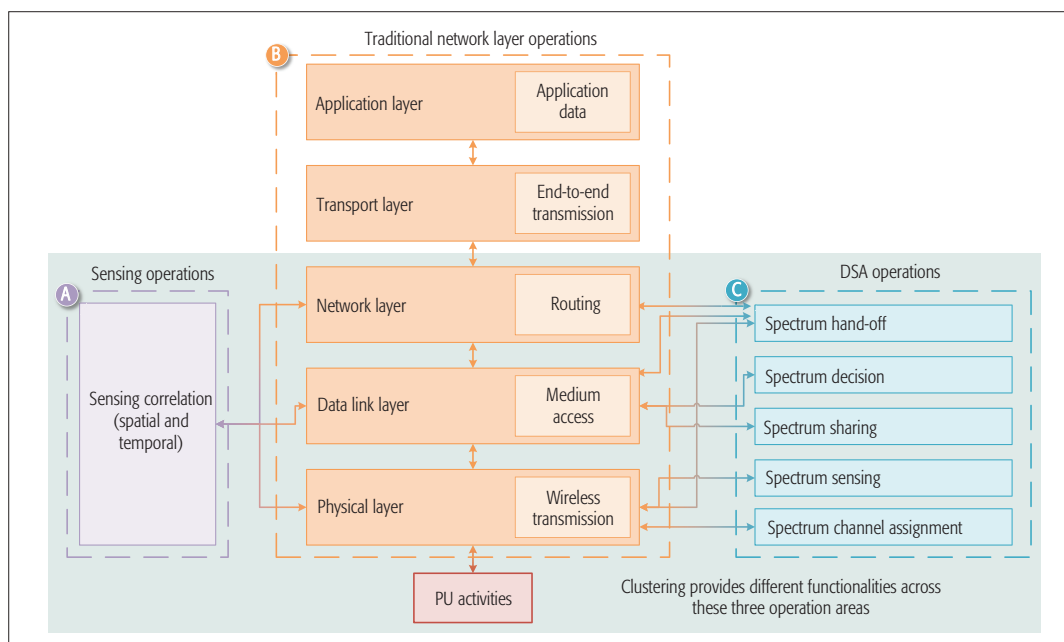 Traditional network layer operations
B
Application layer
Application
data
Transport layer
End-to-end
transmission
Sensing operations
A
Sensing correlation
(spatial and
temporal)
Network layer
Routing
Data link layer
Medium
access
Physical layer
Wireless
transmission
PU activities
DSA operations
C
Spectrum hand-off
Spectrum decision
Spectrum sharing
Spectrum sensing
Spectrum channel assignment
Clustering provides different functionalities across
these three operation areas